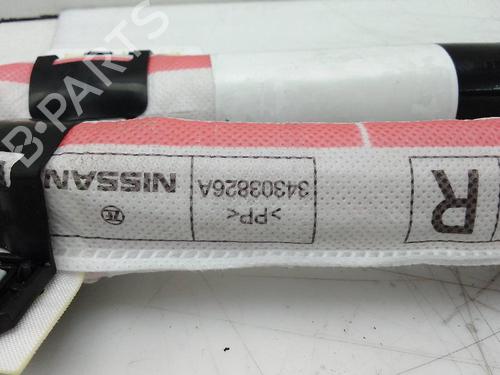 NISSAN
34303826A
>PP<
R
B-PARTS